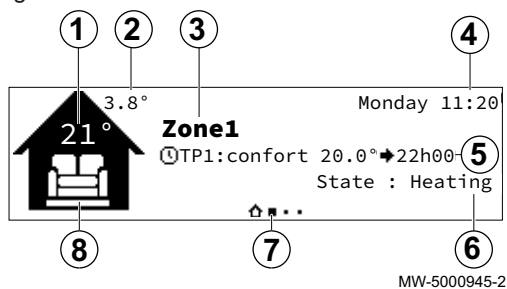 1 2 3 4
3.8° Monday 11:20
21° Zone1
TP1:confort 20.0°➔22h00 5
State : Heating
8 7 6
MW-5000945-2